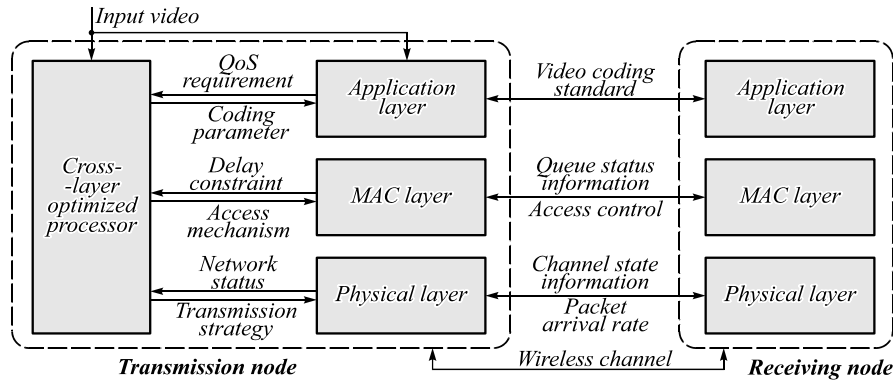 Input video
QoS
requirement
Coding
parameter
Application
layer
Video coding
standard
Application
layer
Cross-
-layer
optimized
processor
Delay
constraint
Access
mechanism
MAC layer
Queue status
information
Access control
MAC layer
Network
status
Transmission
strategy
Physical layer
Channel state
information
Packet
arrival rate
Physical layer
Transmission node
Wireless channel
Receiving node